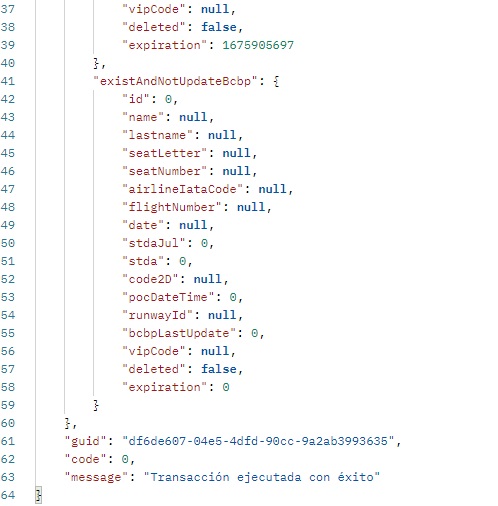 37 "vipCode": null,
38 "deleted": false,
39 "expiration": 1675905697
40 },
41 "existAndNotUpdateBcbp": {
42 "id": 0,
43 "name": null,
44 "lastname": null,
45 "seatLetter": null,
46 "seatNumber": null,
47 "airlineIataCode": null,
48 "flightNumber": null,
49 "date": null,
50 "stdaJul": 0,
51 "stda": 0,
52 "code2D": null,
53 "pocDateTime": 0,
54 "runwayId": null,
55 "bcbpLastUpdate": 0,
56 "vipCode": null,
57 "deleted": false,
58 "expiration": 0
59 }
60 },
61 "guid": "df6de607-04e5-4dfd-90cc-9a2ab3993635",
62 "code": 0,
63 "message": "Transacción ejecutada con éxito"
64 }